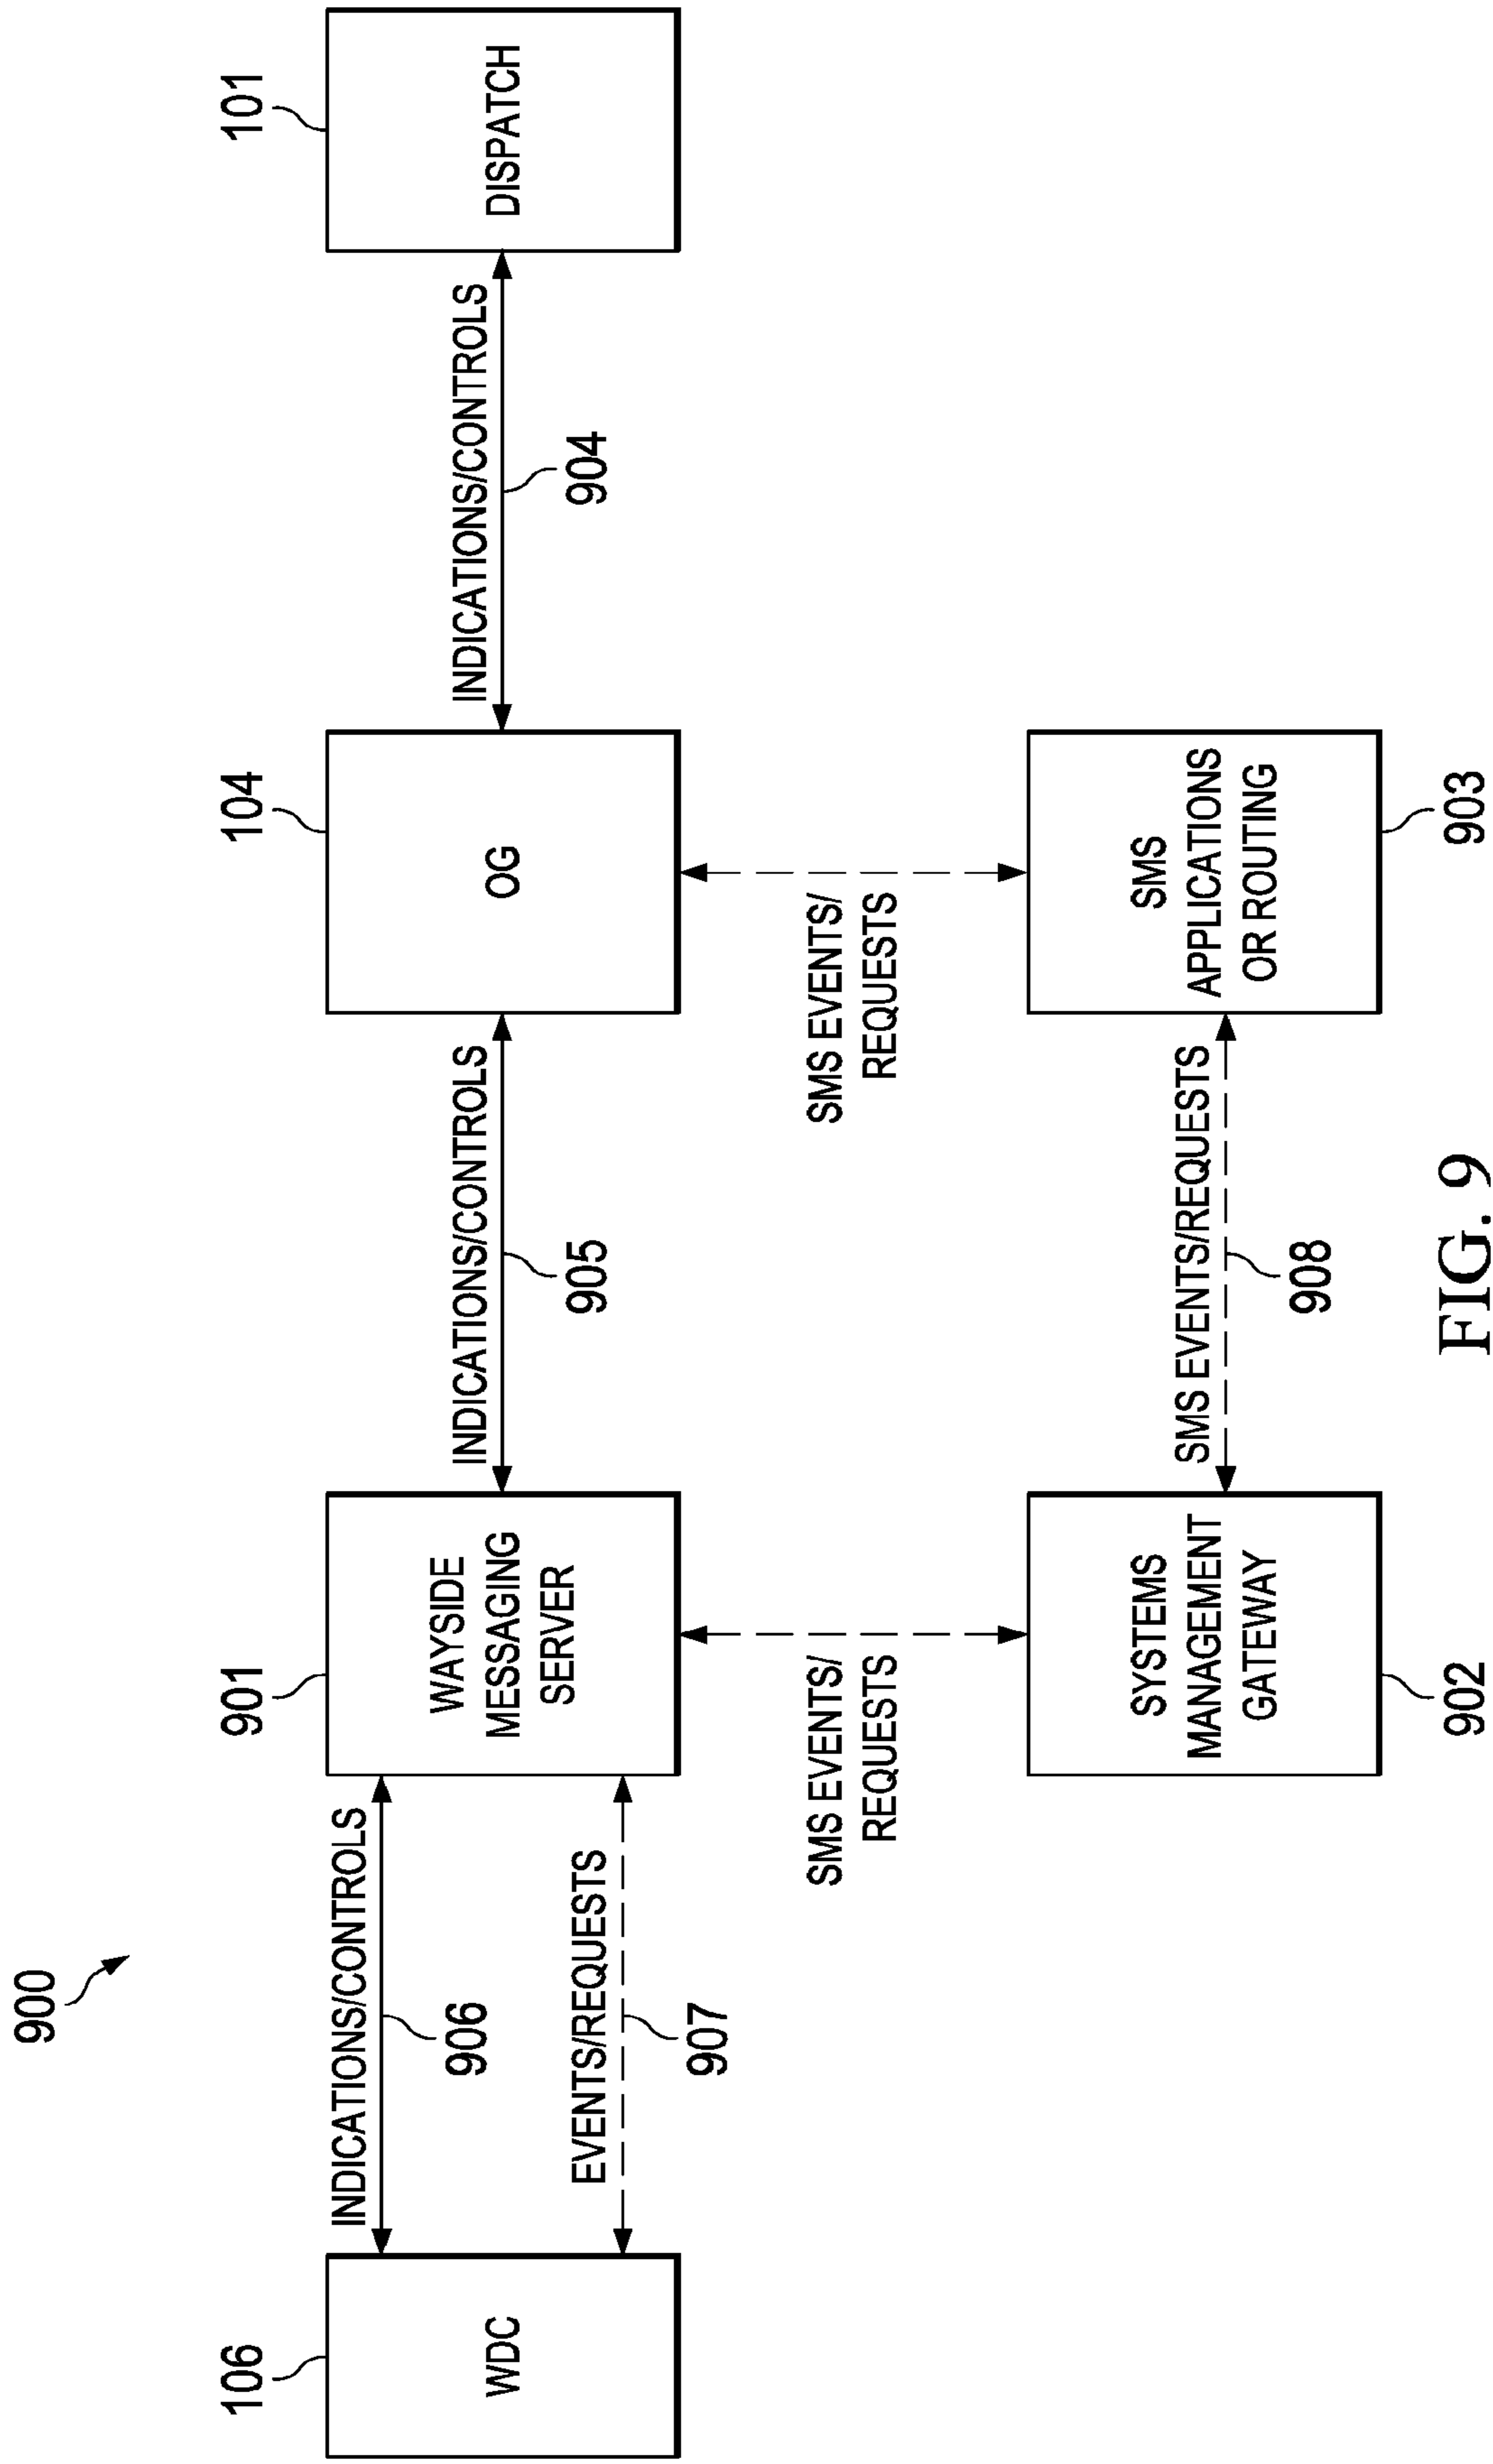 900
106
WDC
INDICATIONS/CONTROLS
906
EVENTS/REQUESTS
907
901
WAYSIDE
MESSAGING
SERVER
INDICATIONS/CONTROLS
905
104
OG
INDICATIONS/CONTROLS
904
101
DISPATCH
SMS EVENTS/
REQUESTS
SMS EVENTS/
REQUESTS
SYSTEMS
MANAGEMENT
GATEWAY
902
SMS EVENTS/REQUESTS
908
SMS
APPLICATIONS
OR ROUTING
903
FIG. 9